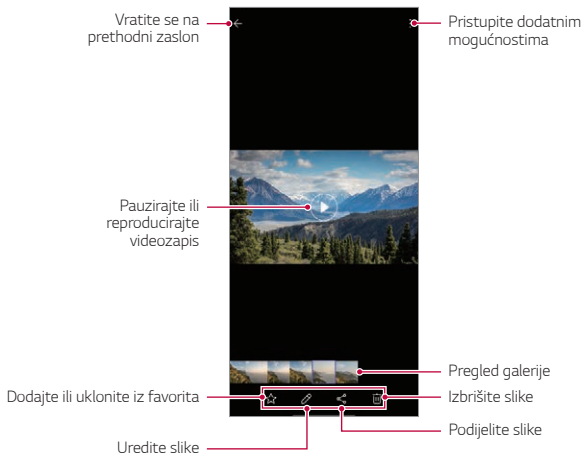 Vratite se na
prethodni zaslon
Pristupite dodatnim
mogućnostima
Pauzirajte ili
reproducirajte
videozapis
Pregled galerije
Dodajte ili uklonite iz favorita
Izbrišite slike
Podijelite slike
Uredite slike